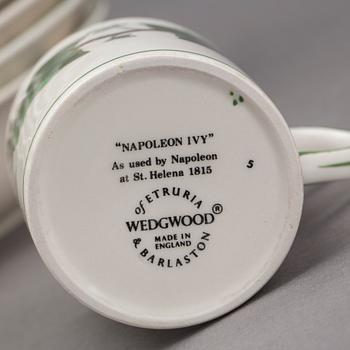 "NAPOLEON IVY"
As used by Napoleon
at St. Helena 1815
5
of ETRURIA
WEDGWOOD®
MADE IN
ENGLAND
& BARLASTON